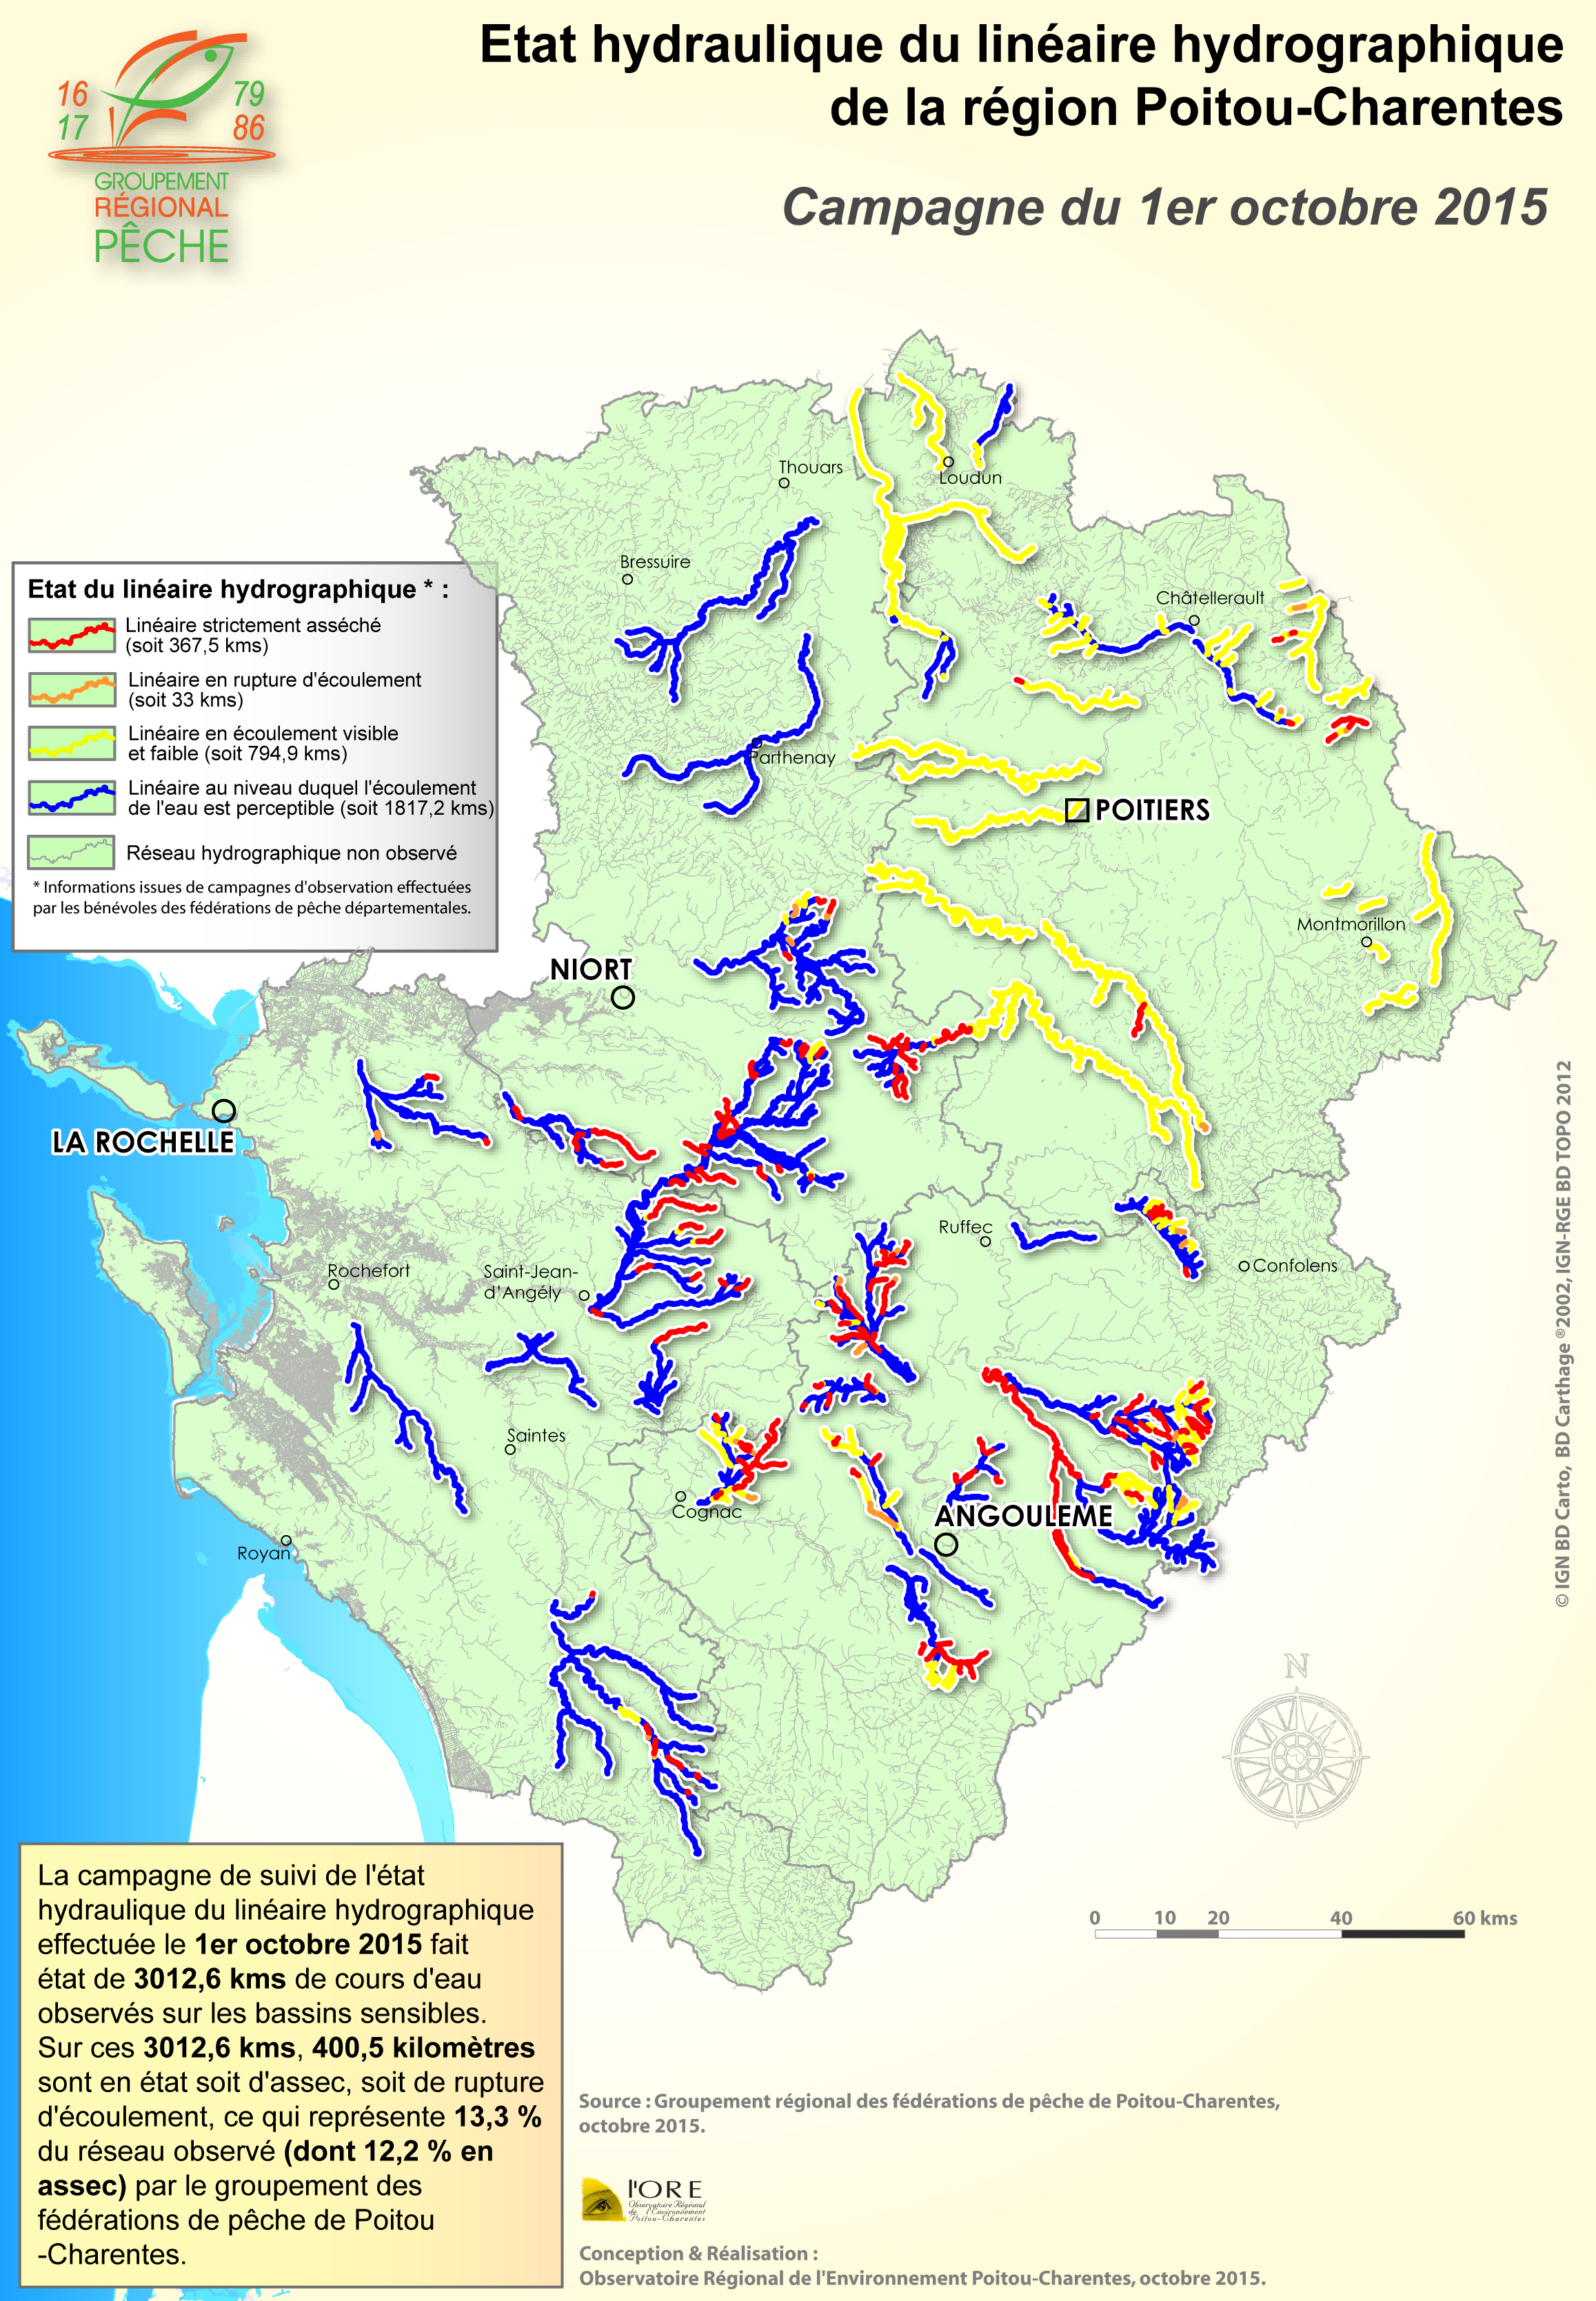 Etat hydraulique du linéaire hydrographique
de la région Poitou-Charentes
Campagne du 1er octobre 2015
16 79
17 86
GROUPEMENT
RÉGIONAL
PÊCHE
Etat du linéaire hydrographique * :
Linéaire strictement asséché
(soit 367,5 kms)
Linéaire en rupture d'écoulement
(soit 33 kms)
Linéaire en écoulement visible
et faible (soit 794,9 kms)
Linéaire au niveau duquel l'écoulement
de l'eau est perceptible (soit 1817,2 kms)
Réseau hydrographique non observé
* Informations issues de campagnes d'observation effectuées
par les bénévoles des fédérations de pêche départementales.
Thouars
Loudun
Bressuire
Châtellerault
Parthenay
POITIERS
Montmorillon
NIORT
LA ROCHELLE
Ruffec
Confolens
Rochefort
Saint-Jean-
d'Angély
Saintes
Cognac
ANGOULEME
Royan
N
0 10 20 40 60 kms
© IGN BD Carto, BD Carthage ®2002, IGN-RGE BD TOPO 2012
La campagne de suivi de l'état
hydraulique du linéaire hydrographique
effectuée le 1er octobre 2015 fait
état de 3012,6 kms de cours d'eau
observés sur les bassins sensibles.
Sur ces 3012,6 kms, 400,5 kilomètres
sont en état soit d'assec, soit de rupture
d'écoulement, ce qui représente 13,3 %
du réseau observé (dont 12,2 % en
assec) par le groupement des
fédérations de pêche de Poitou
-Charentes.
Source : Groupement régional des fédérations de pêche de Poitou-Charentes,
octobre 2015.
l'ORE
Observatoire Régional
de l'Environnement
Poitou-Charentes
Conception & Réalisation :
Observatoire Régional de l'Environnement Poitou-Charentes, octobre 2015.